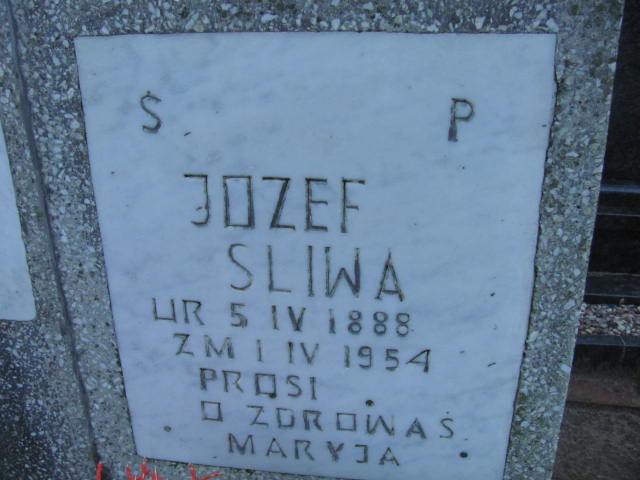 S P
JOZEF
SLIWA
UR 5 IV 1888
ZM 1 IV 1954
PROSI
O ZDROWAS
MARYJA